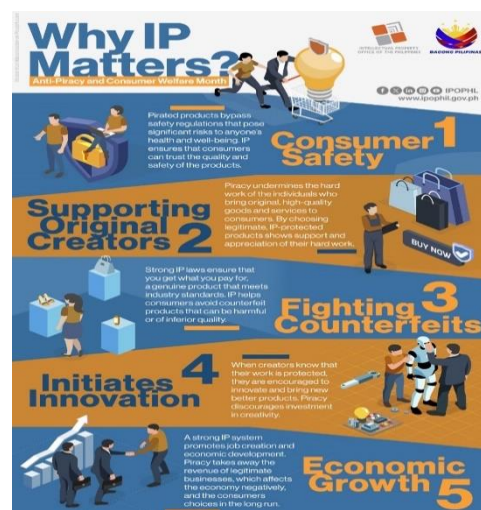 Why IP
Matters?
Anti-Piracy and Consumer Welfare Month
INTELLECTUAL PROPERTY
OFFICE OF THE PHILIPPINES
BAGONG PILIPINAS
IPOPHL
www.ipophil.gov.ph
Pirated products bypass
safety regulations that pose
significant risks to anyone's
health and well-being. IP
ensures that consumers
can trust the quality and
safety of the products.
Consumer 1
Safety
Supporting
Original
Creators 2
Piracy undermines the hard
work of the individuals who
bring original, high-quality
goods and services to
consumers. By choosing
legitimate, IP-protected
products shows support and
appreciation of their hard work.
BUY NOW
Strong IP laws ensure that
you get what you pay for,
a genuine product that meets
industry standards. IP helps
consumers avoid counterfeit
products that can be harmful
or of inferior quality.
Fighting 3
Counterfeits
Initiates 4
Innovation
When creators know that
their work is protected,
they are encouraged to
innovate and bring new
better products. Piracy
discourages investment
in creativity.
A strong IP system
promotes job creation and
economic development.
Piracy takes away the
revenue of legitimate
businesses, which affects
the economy negatively,
and the consumers
choices in the long run.
Economic
Growth 5